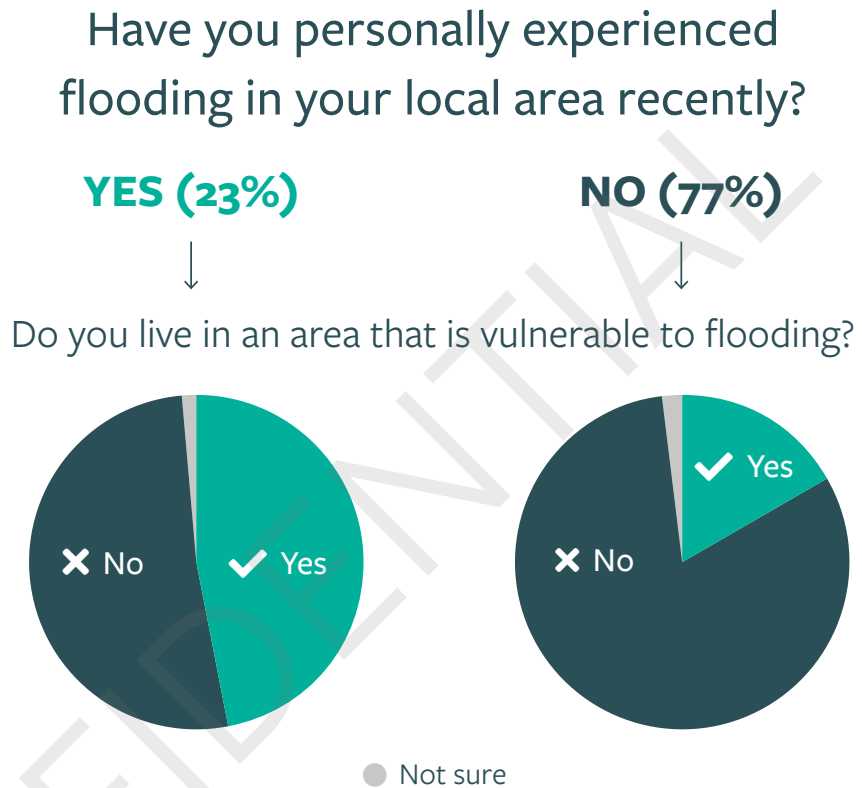 Have you personally experienced
flooding in your local area recently?
YES (23%)
NO (77%)
Do you live in an area that is vulnerable to flooding?
No
Yes
No
Yes
Not sure